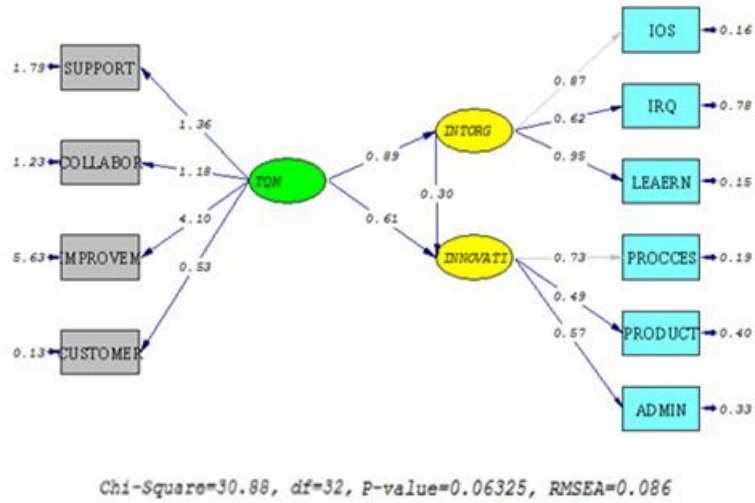 IOS
0.16
1.79
SUPPORT
0.87
IRQ
0.78
1.36
INTORG
0.62
0.89
0.95
1.23
COLLABOR
1.18
TQM
LEAERN
0.15
0.30
0.61
5.63
IMPROVEM
4.10
INNOVATI
0.73
PROCCES
0.19
0.53
0.49
0.57
PRODUCT
0.40
0.13
CUSTOMER
ADMIN
0.33
Chi-Square=30.88, df=32, P-value=0.06325, RMSEA=0.086